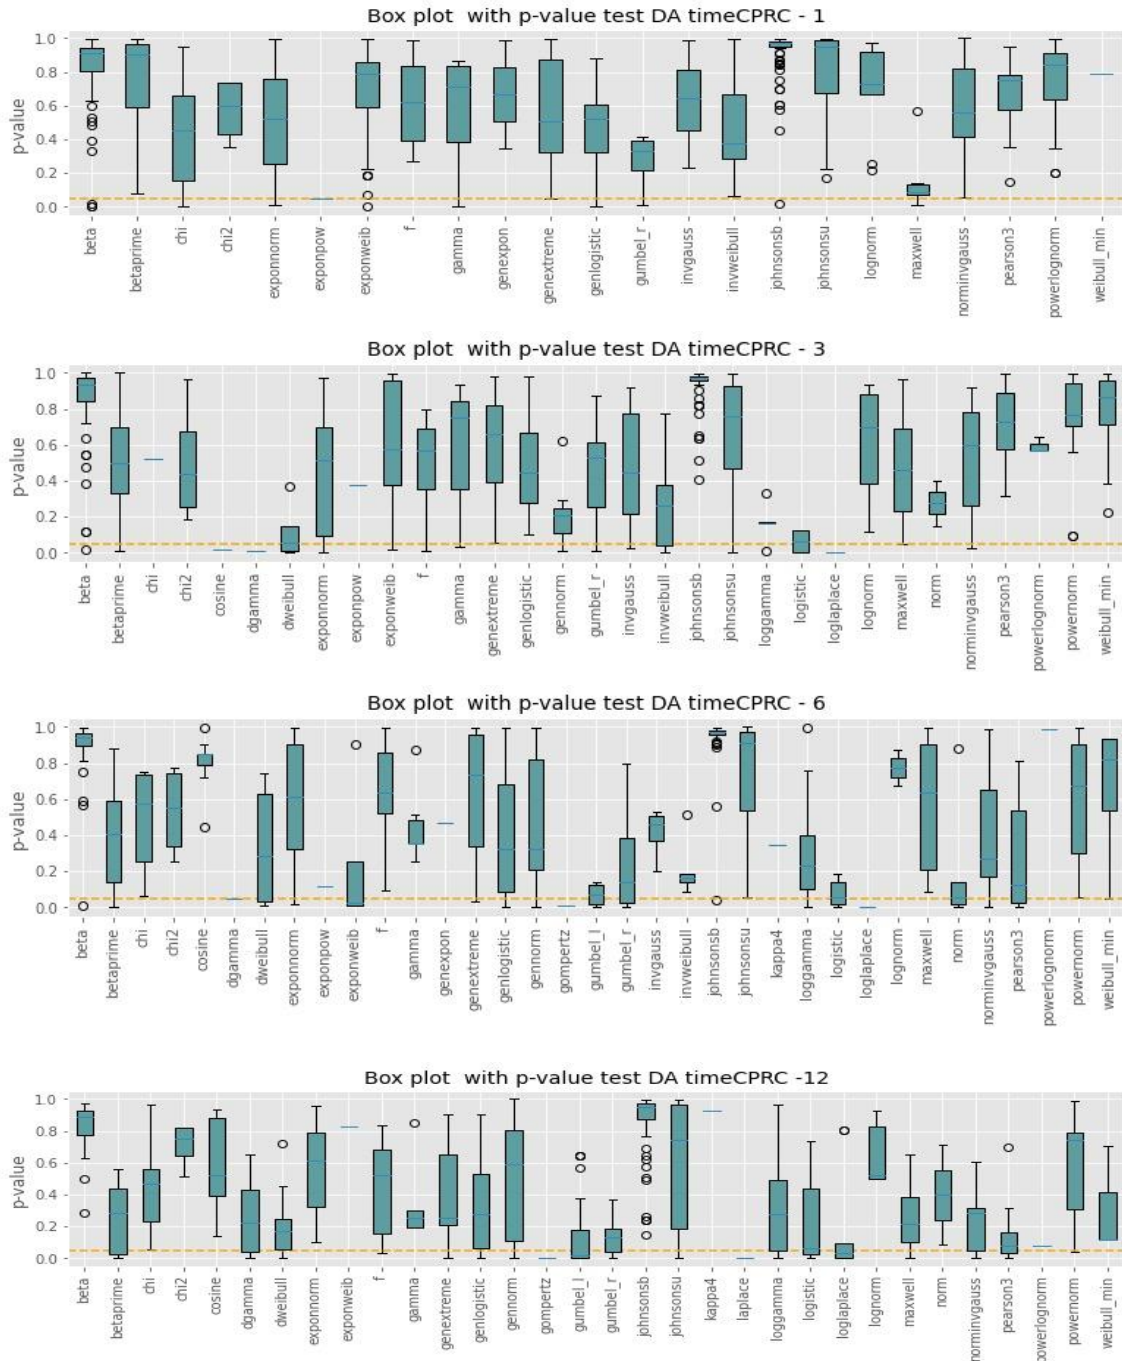 Box plot  with p-value test DA timeCPRC - 1
p-value
1.0
0.8
0.6
0.4
0.2
0.0
beta
betaprime
chi
chi2
exponnorm
exponpow
exponweib
f
gamma
genexpon
genextreme
genlogistic
gumbel_r
invgauss
invweibull
johnsonsb
johnsonsu
lognorm
maxwell
norminvgauss
pearson3
powerlognorm
weibull_min
Box plot  with p-value test DA timeCPRC - 3
p-value
1.0
0.8
0.6
0.4
0.2
0.0
beta
betaprime
chi
chi2
cosine
dgamma
dweibull
exponnorm
exponpow
exponweib
f
gamma
genextreme
genlogistic
gennorm
gumbel_r
invgauss
invweibull
johnsonsb
johnsonsu
loggamma
logistic
loglaplace
lognorm
maxwell
norm
norminvgauss
pearson3
powerlognorm
powernorm
weibull_min
Box plot  with p-value test DA timeCPRC - 6
p-value
1.0
0.8
0.6
0.4
0.2
0.0
beta
betaprime
chi
chi2
cosine
dgamma
dweibull
exponnorm
exponpow
exponweib
f
gamma
genexpon
genextreme
genlogistic
gennorm
gompertz
gumbel_l
gumbel_r
invgauss
invweibull
johnsonsb
johnsonsu
kappa4
loggamma
logistic
loglaplace
lognorm
maxwell
norm
norminvgauss
pearson3
powerlognorm
powernorm
weibull_min
Box plot  with p-value test DA timeCPRC -12
p-value
1.0
0.8
0.6
0.4
0.2
0.0
beta
betaprime
chi
chi2
cosine
dgamma
dweibull
exponnorm
exponweib
f
gamma
genextreme
genlogistic
gennorm
gompertz
gumbel_l
gumbel_r
johnsonsb
johnsonsu
kappa4
laplace
loggamma
logistic
loglaplace
lognorm
maxwell
norm
norminvgauss
pearson3
powerlognorm
powernorm
weibull_min